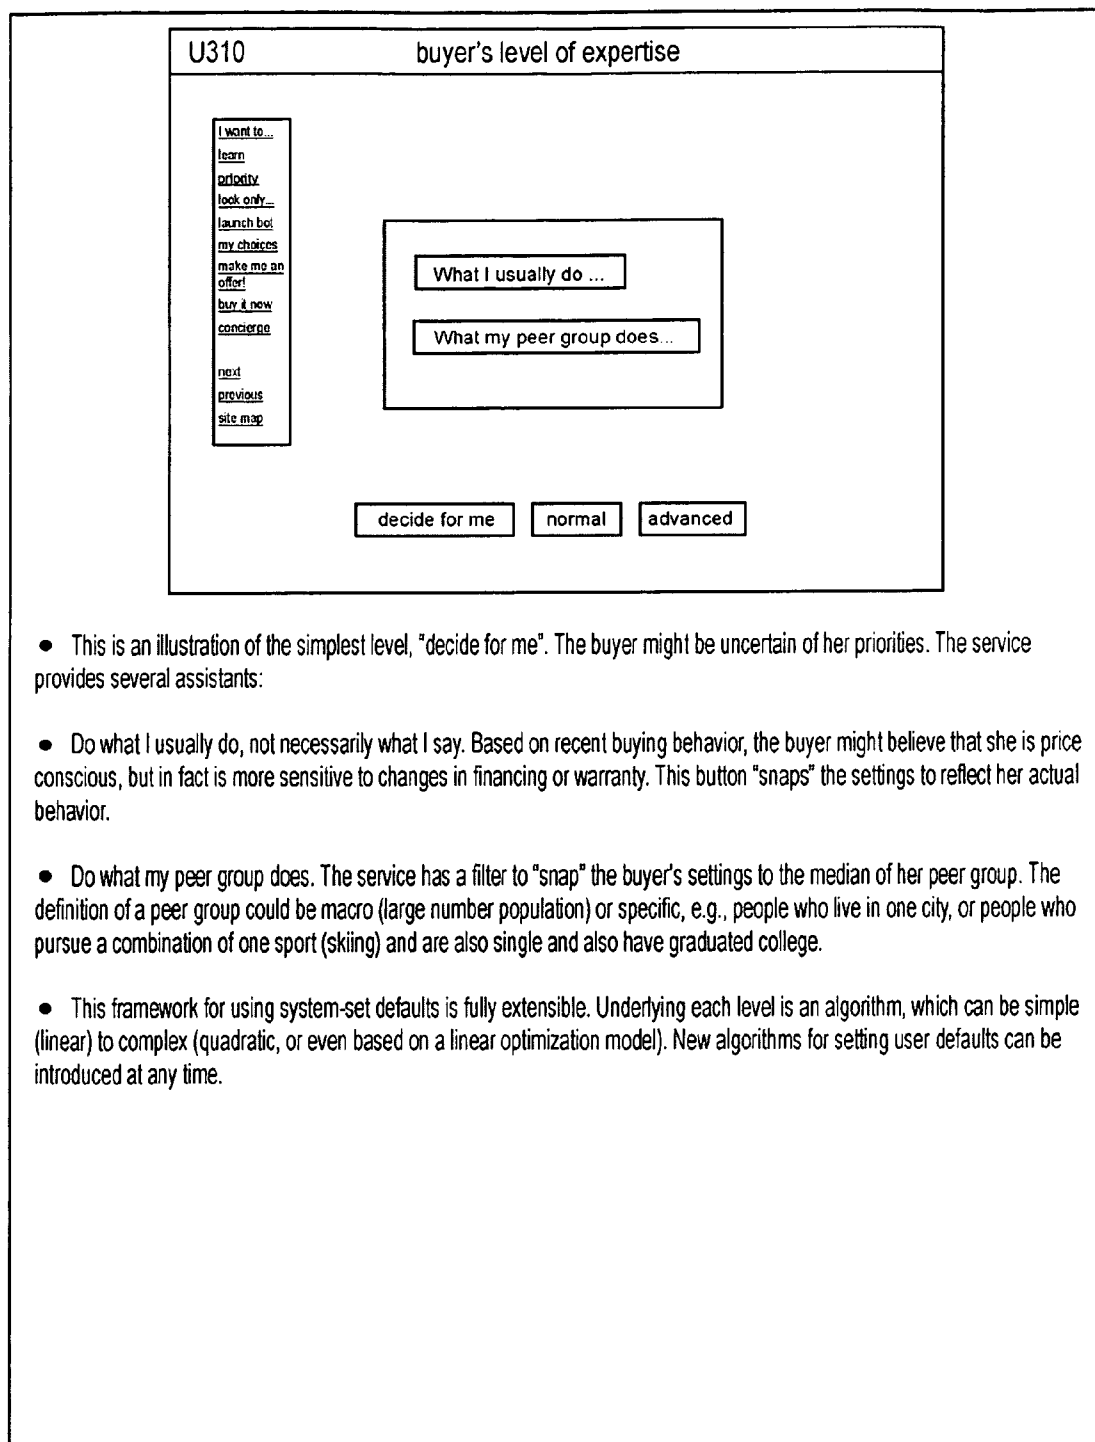 U310 buyer's level of expertise
I want to...
learn
priority
look only...
launch bot
my choices
make me an
offer!
buy it now
concierge
next
previous
site map
What I usually do ...
What my peer group does...
decide for me normal advanced
● This is an illustration of the simplest level, "decide for me". The buyer might be uncertain of her priorities. The service
provides several assistants:
● Do what I usually do, not necessarily what I say. Based on recent buying behavior, the buyer might believe that she is price
conscious, but in fact is more sensitive to changes in financing or warranty. This button "snaps" the settings to reflect her actual
behavior.
● Do what my peer group does. The service has a filter to "snap" the buyer's settings to the median of her peer group. The
definition of a peer group could be macro (large number population) or specific, e.g., people who live in one city, or people who
pursue a combination of one sport (skiing) and are also single and also have graduated college.
● This framework for using system-set defaults is fully extensible. Underlying each level is an algorithm, which can be simple
(linear) to complex (quadratic, or even based on a linear optimization model). New algorithms for setting user defaults can be
introduced at any time.